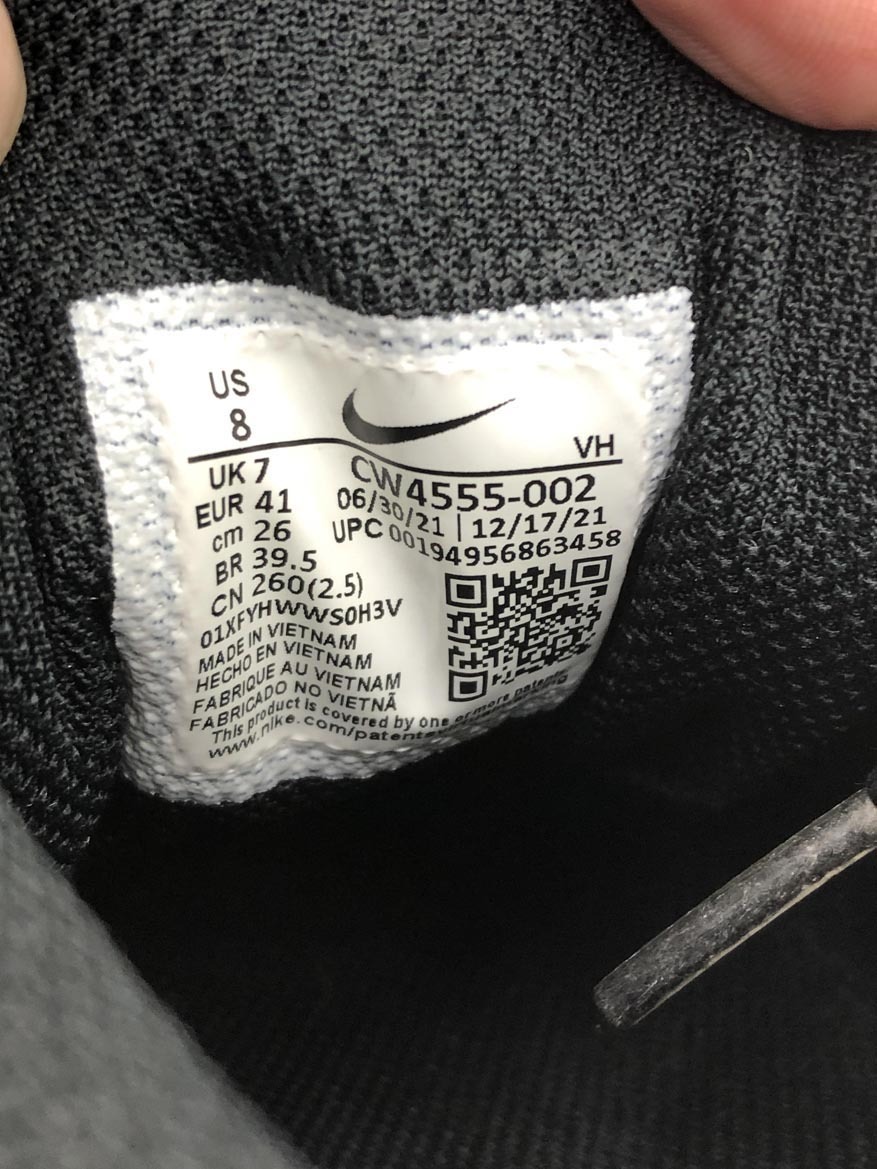 US
8
VH
UK 7
EUR 41
cm 26
BR 39.5
CN 260(2.5)
CW4555-002
06/30/21 | 12/17/21
UPC 00194956863458
01XFYHWWS0H3V
MADE IN VIETNAM
HECHO EN VIETNAM
FABRIQUE AU VIETNAM
FABRICADO NO VIETNÃ
This product is covered by one or more patents
www.nike.com/patents